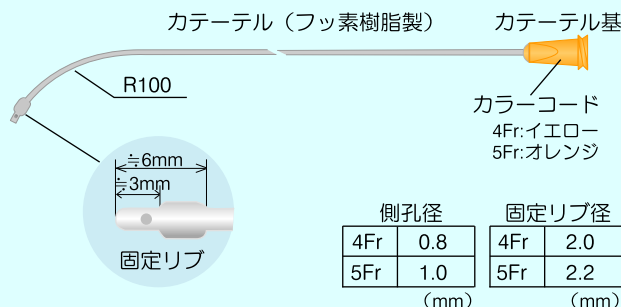 カテーテル（フッ素樹脂製）
カテーテル基
R100
カラーコード
4Fr:イエロー
5Fr:オレンジ
≒6mm
≒3mm
固定リブ
側孔径
4Fr 0.8
5Fr 1.0
（mm）
固定リブ径
4Fr 2.0
5Fr 2.2
（mm）